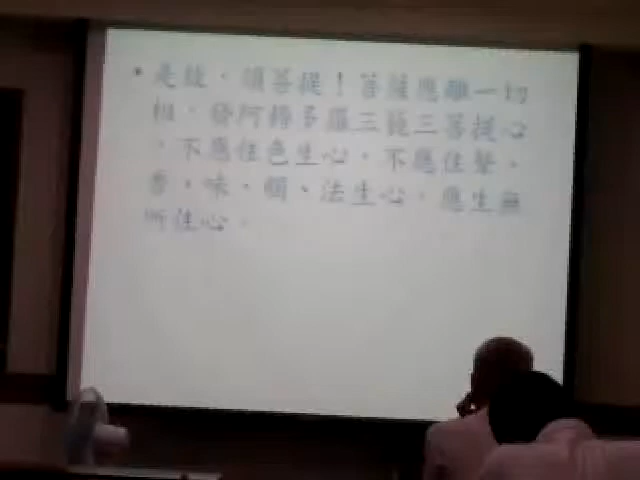 • 是故,須菩提!菩薩應離一切
相,發阿耨多羅三藐三菩提心
,不應住色生心,不應住聲、
香、味、觸、法生心,應生無
所住心。